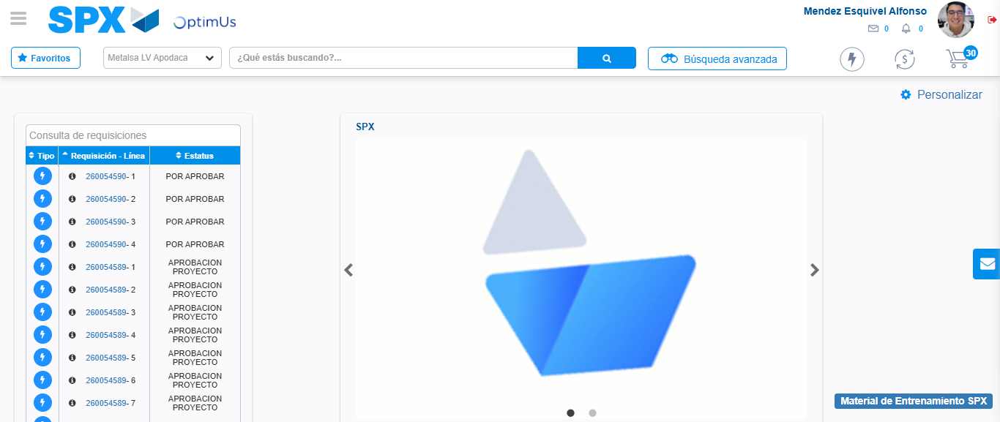 SPX
OptimUs
Mendez Esquivel Alfonso
0 0
Favoritos
Metalsa LV Apodaca
¿Qué estás buscando?...
Búsqueda avanzada
$
30
Personalizar
Consulta de requisiciones
Tipo Requisición - Línea Estatus
260054590- 1 POR APROBAR
260054590- 2 POR APROBAR
260054590- 3 POR APROBAR
260054590- 4 POR APROBAR
260054589- 1 APROBACION
PROYECTO
260054589- 2 APROBACION
PROYECTO
260054589- 3 APROBACION
PROYECTO
260054589- 4 APROBACION
PROYECTO
260054589- 5 APROBACION
PROYECTO
260054589- 6 APROBACION
PROYECTO
260054589- 7 APROBACION
PROYECTO
SPX
Material de Entrenamiento SPX